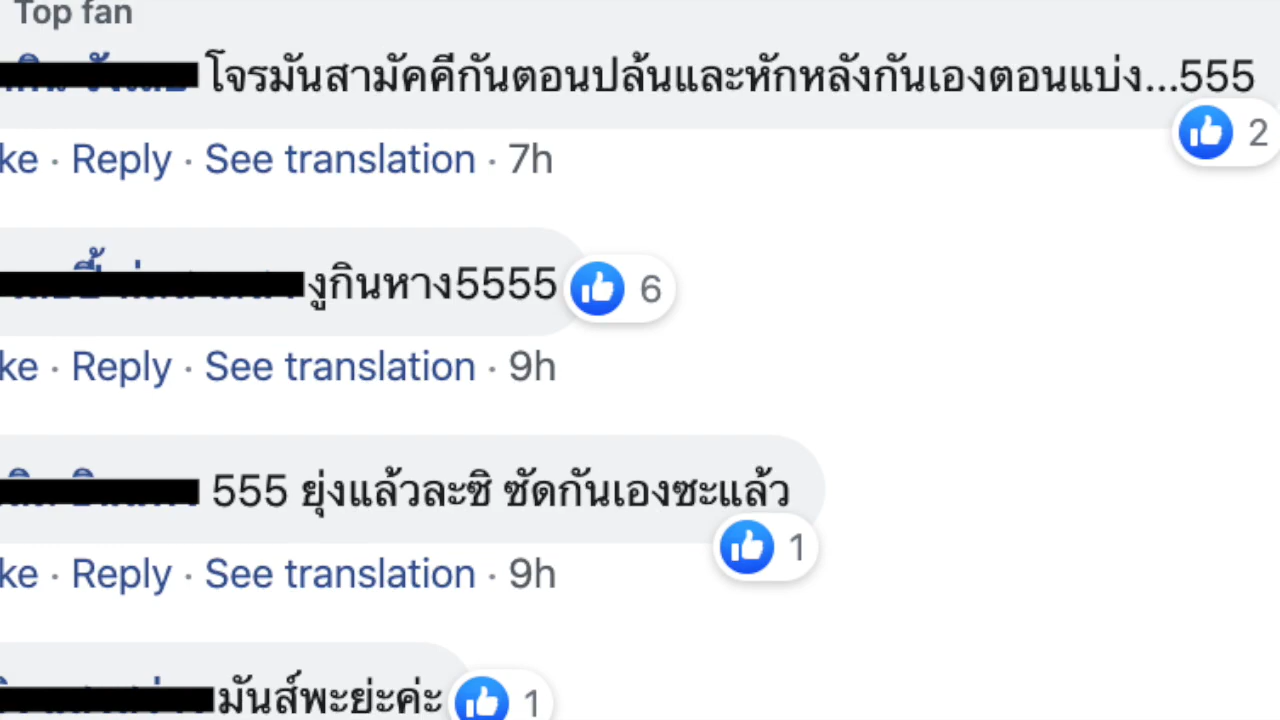 Top fan
โจรมันสามัคคีกันตอนปล้นและหักหลังกันเองตอนแบ่ง...555
2
ke · Reply · See translation · 7h
งูกินหาง5555
6
ke · Reply · See translation · 9h
555 ยุ่งแล้วละซิ ซัดกันเองซะแล้ว
1
ke · Reply · See translation · 9h
มันส์พะย่ะค่ะ
1